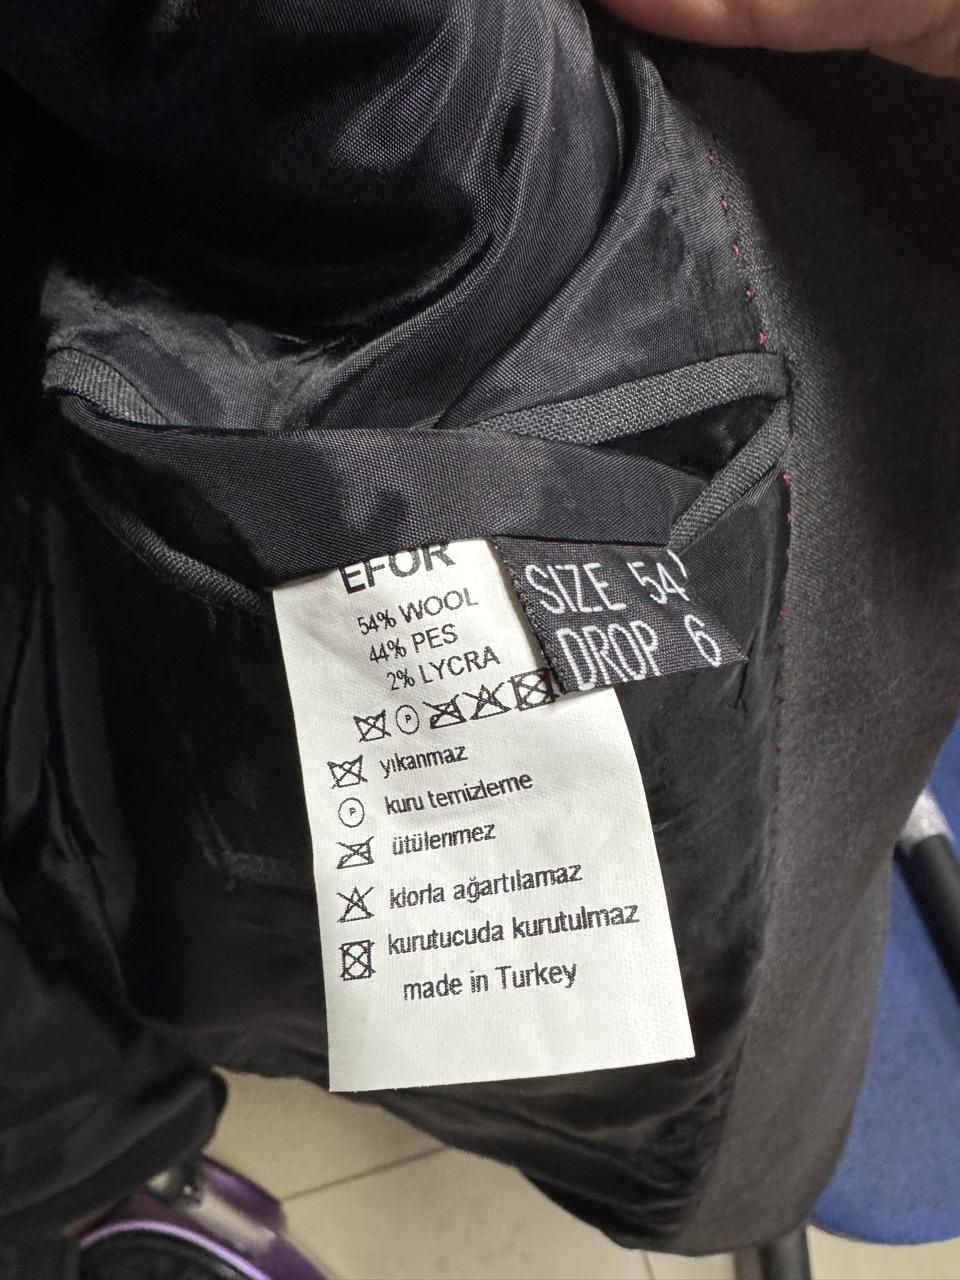 EFOR
54% WOOL
44% PES
2% LYCRA
P
yıkanmaz
P
kuru temizleme
ütülenmez
klorla ağartılamaz
kurutucuda kurutulmaz
made in Turkey
SIZE 54
DROP 6